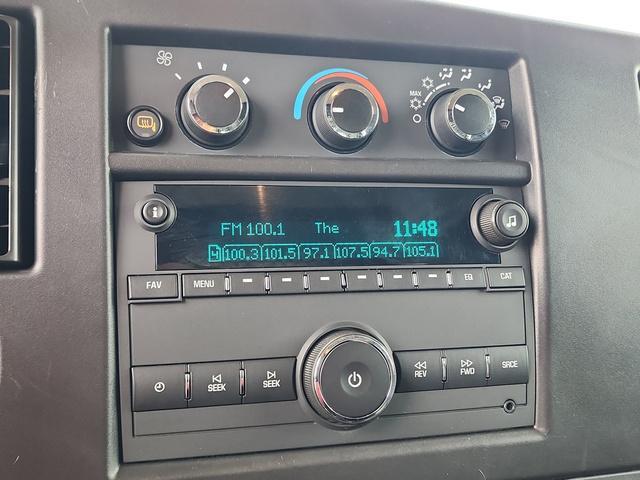 MAX
i
FM 100.1 The 11:48
4 100.3 101.5 97.1 107.5 94.7 105.1
FAV MENU EQ CAT
SEEK SEEK REV FWD SRCE